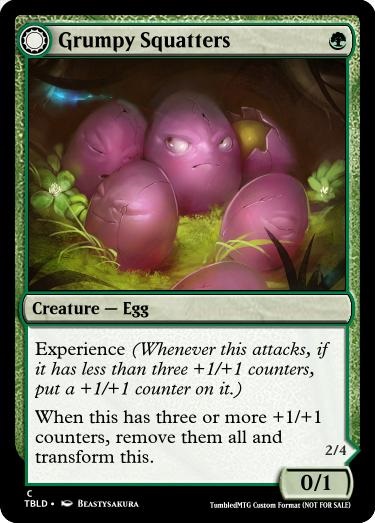 Grumpy Squatters
Creature — Egg
Experience (Whenever this attacks, if
it has less than three +1/+1 counters,
put a +1/+1 counter on it.)
When this has three or more +1/+1
counters, remove them all and
transform this.
2/4
0/1
C
TBLD • Beastysakura
TumbledMTG Custom Format (NOT FOR SALE)